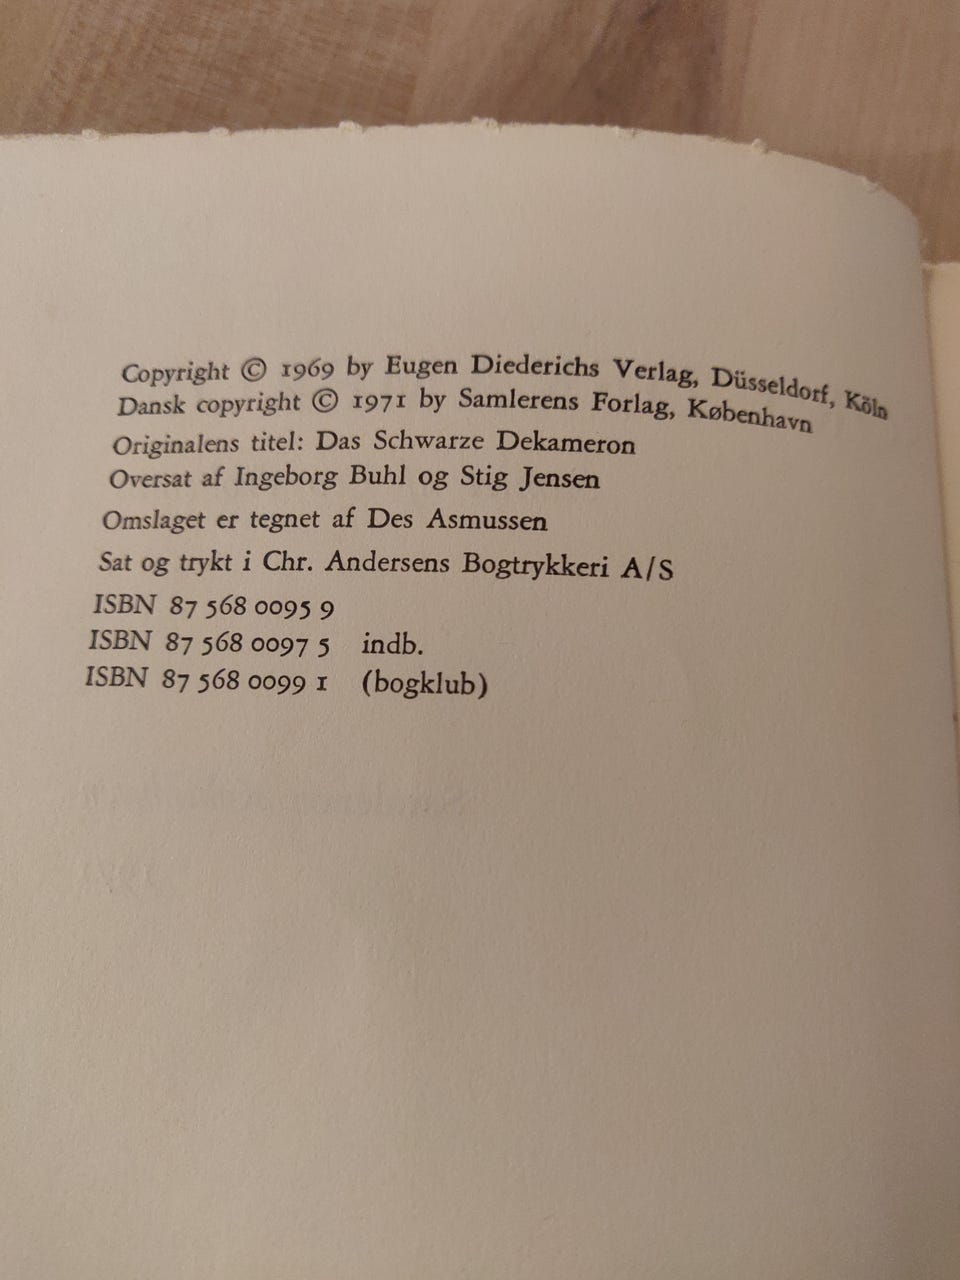 Copyright © 1969 by Eugen Diederichs Verlag, Düsseldorf, Köln
Dansk copyright © 1971 by Samlerens Forlag, København
Originalens titel: Das Schwarze Dekameron
Oversat af Ingeborg Buhl og Stig Jensen
Omslaget er tegnet af Des Asmussen
Sat og trykt i Chr. Andersens Bogtrykkeri A/S
ISBN 87 568 0095 9
ISBN 87 568 0097 5 indb.
ISBN 87 568 0099 1 (bogklub)